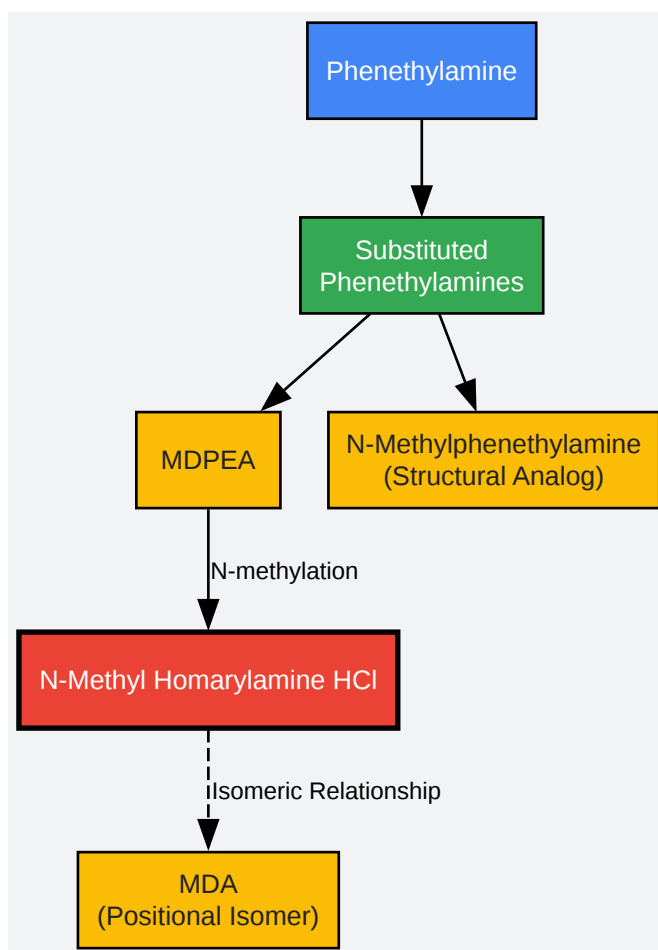 Phenethylamine
Substituted
Phenethylamines
MDPEA
N-Methylphenethylamine
(Structural Analog)
N-methylation
N-Methyl Homarylamine HCl
Isomeric Relationship
MDA
(Positional Isomer)